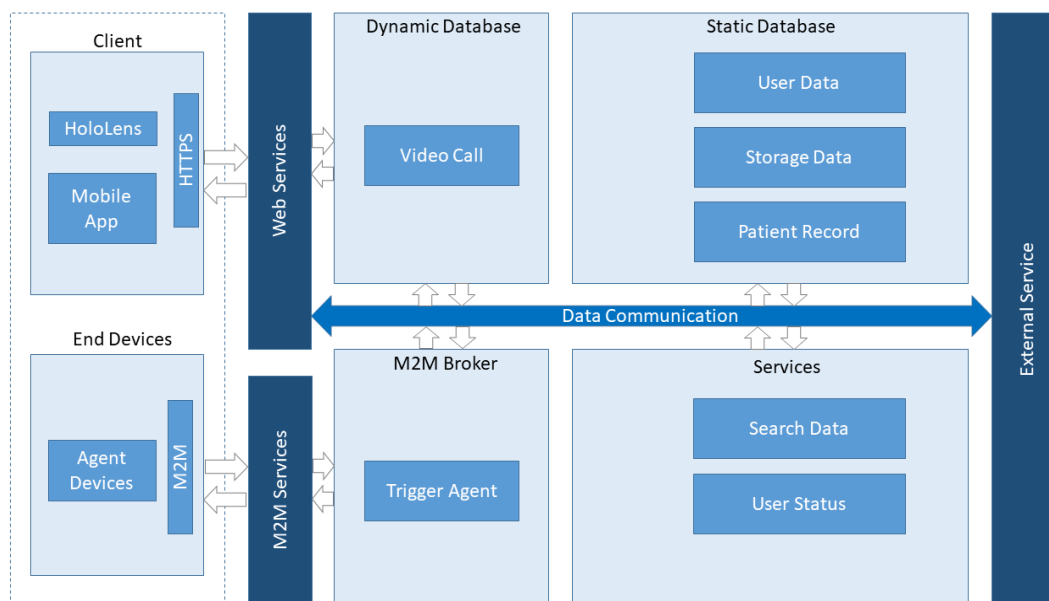 Client
HoloLens
Mobile
App
HTTPS
Web Services
Dynamic Database
Video Call
Static Database
User Data
Storage Data
Patient Record
External Service
Data Communication
End Devices
Agent
Devices
M2M
M2M Services
M2M Broker
Trigger Agent
Services
Search Data
User Status